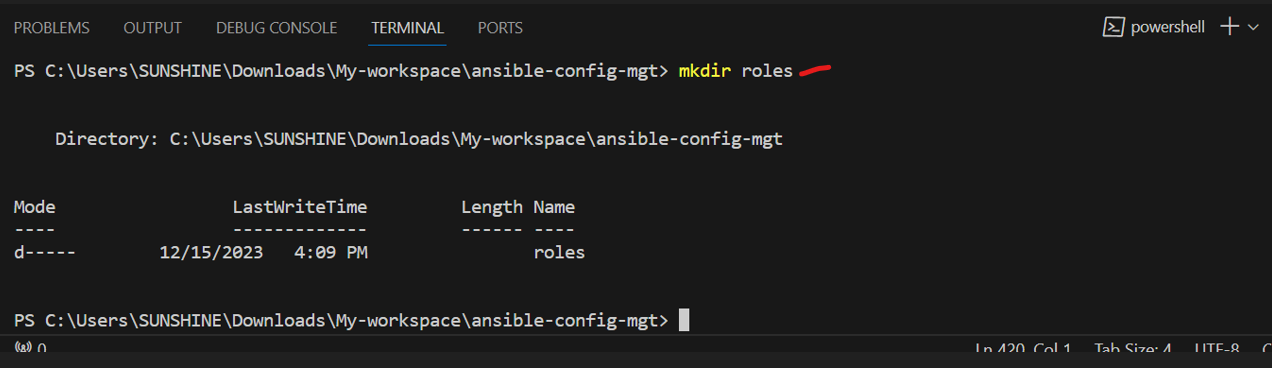 PROBLEMS OUTPUT DEBUG CONSOLE TERMINAL PORTS powershell
PS C:\Users\SUNSHINE\Downloads\My-workspace\ansible-config-mgt> mkdir roles
Directory: C:\Users\SUNSHINE\Downloads\My-workspace\ansible-config-mgt
Mode LastWriteTime Length Name
---- ------------- ------ ----
d----- 12/15/2023 4:09 PM roles
PS C:\Users\SUNSHINE\Downloads\My-workspace\ansible-config-mgt>
0 Ln 420, Col 1 Tab Size: 4 UTF-8